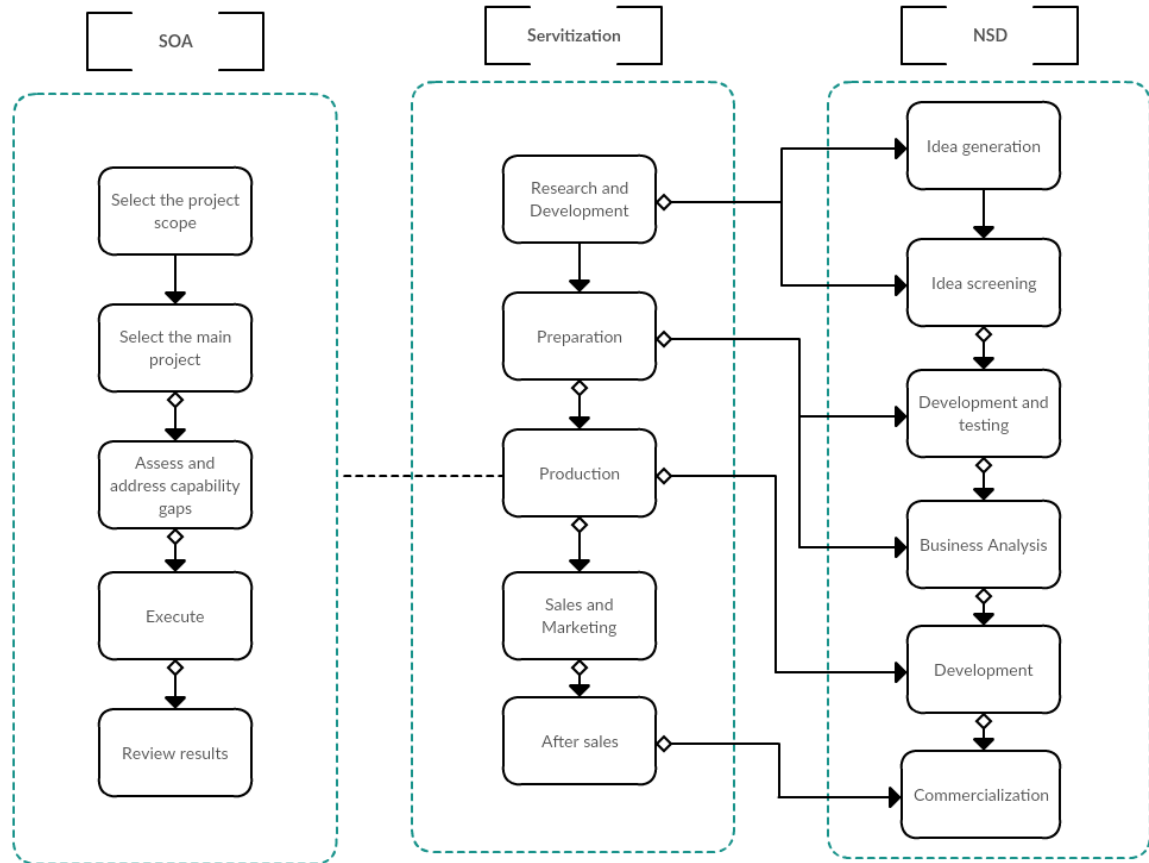 SOA
Servitization
NSD
Select the project
scope
Select the main
project
Assess and
address capability
gaps
Execute
Review results
Research and
Development
Preparation
Production
Sales and
Marketing
After sales
Idea generation
Idea screening
Development and
testing
Business Analysis
Development
Commercialization